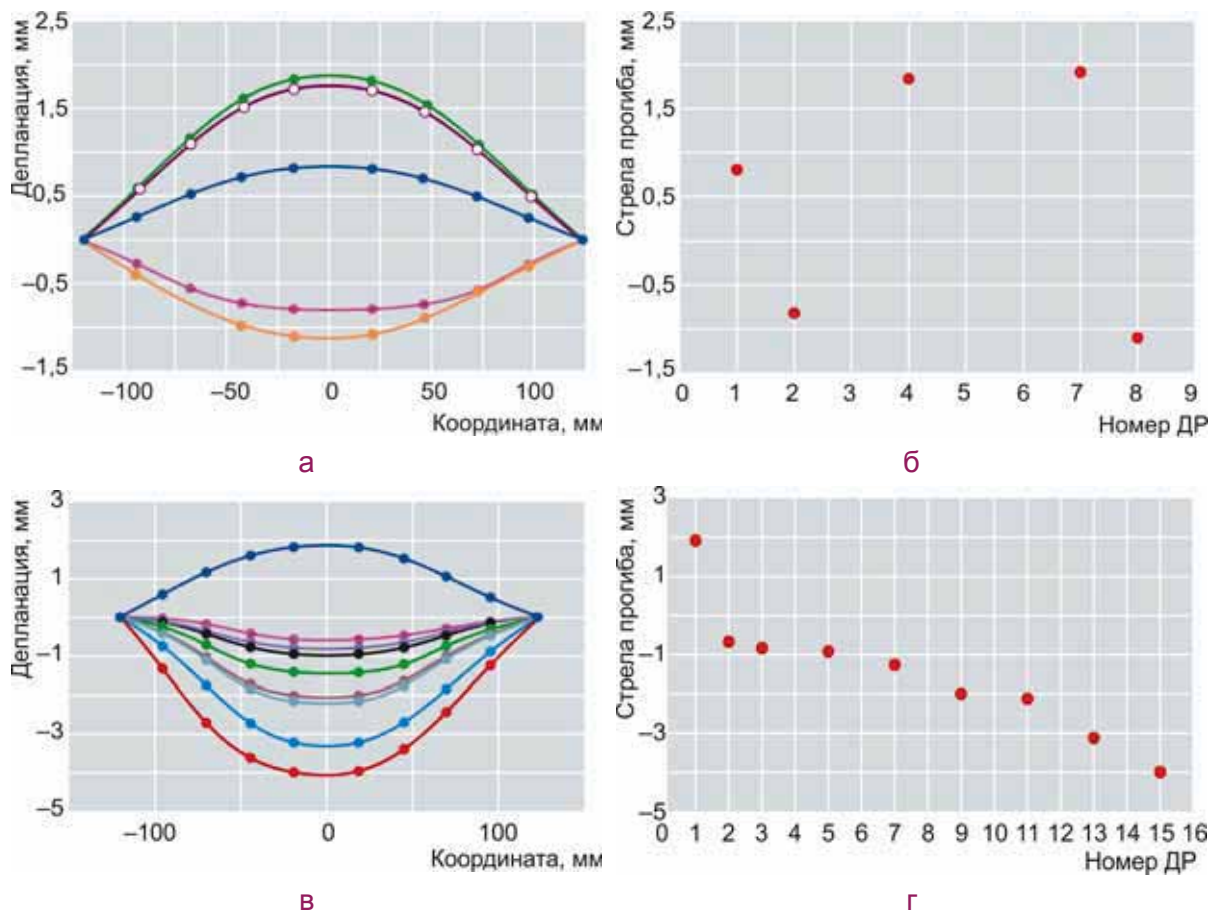 Депланация, мм
2,5
1,5
0,5
–0,5
–1,5
–100 –50 0 50 100
Координата, мм
а
Стрела прогиба, мм
2,5
1,5
0,5
–0,5
–1,5
0 1 2 3 4 5 6 7 8 9
Номер ДР
б
Депланация, мм
3
1
–1
–3
–5
–100 0 100
Координата, мм
в
Стрела прогиба, мм
3
1
–1
–3
–5
0 1 2 3 4 5 6 7 8 9 10 11 12 13 14 15 16
Номер ДР
г